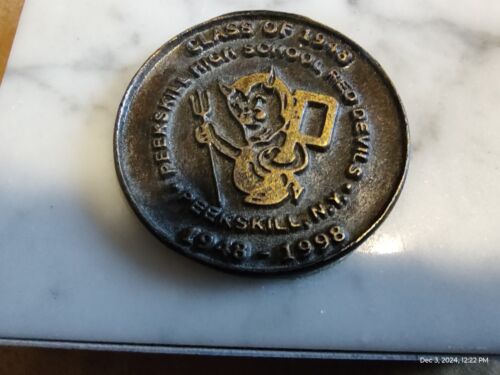 CLASS OF 1948
PEEKSKILL HIGH SCHOOL RED DEVILS
PEEKSKILL, N.Y.
1948 - 1998
Dec 3, 2024, 12:22 PM